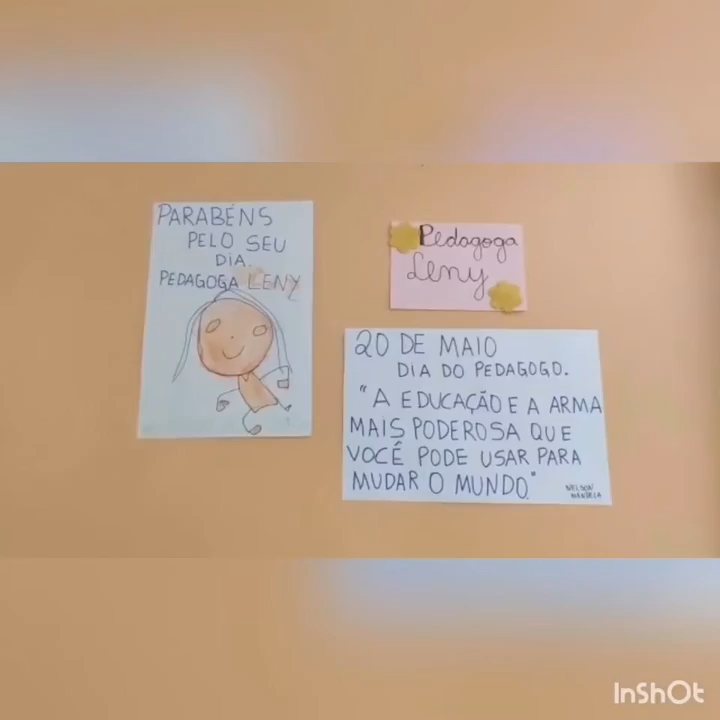 PARABÉNS
PELO SEU
DIA.
PEDAGOGA LENY
Pedagoga
Leny
20 DE MAIO
DIA DO PEDAGOGO.
"A EDUCAÇÃO E A ARMA
MAIS PODEROSA QUE
VOCÊ PODE USAR PARA
MUDAR O MUNDO."
NELSON
MANDELA
InShOt